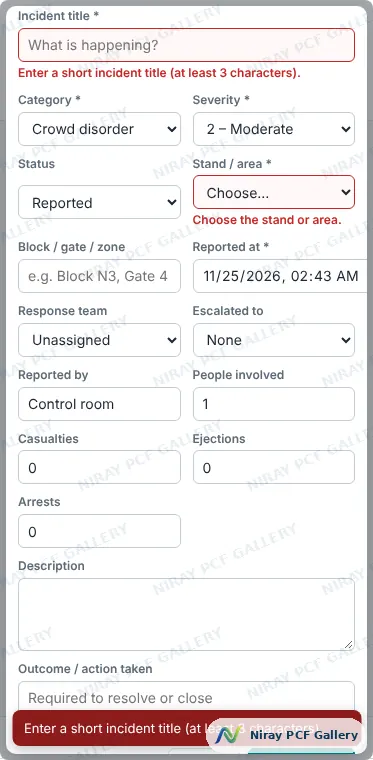 Incident title *
What is happening?
Enter a short incident title (at least 3 characters).
Category * Severity *
Crowd disorder 2 – Moderate
Status Stand / area *
Reported Choose...
Choose the stand or area.
Block / gate / zone Reported at *
e.g. Block N3, Gate 4 11/25/2026, 02:43 AM
Response team Escalated to
Unassigned None
Reported by People involved
Control room 1
Casualties Ejections
0 0
Arrests
0
Description
Outcome / action taken
Required to resolve or close
Enter a short incident title (at least 3 characters).
Niray PCF Gallery
NIRAY PCF GALLERY